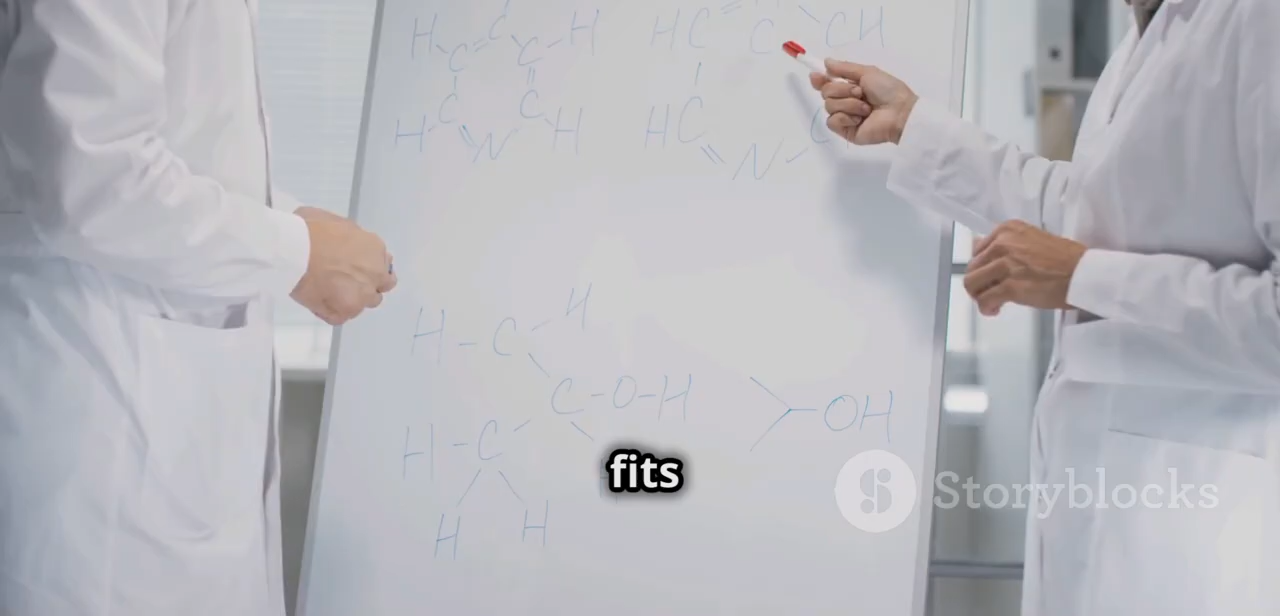 H C C C H
HC C CH
C C
H N H
HC N C
H
H-C
C-O-H
OH
H-C
fits
Storyblocks
H H